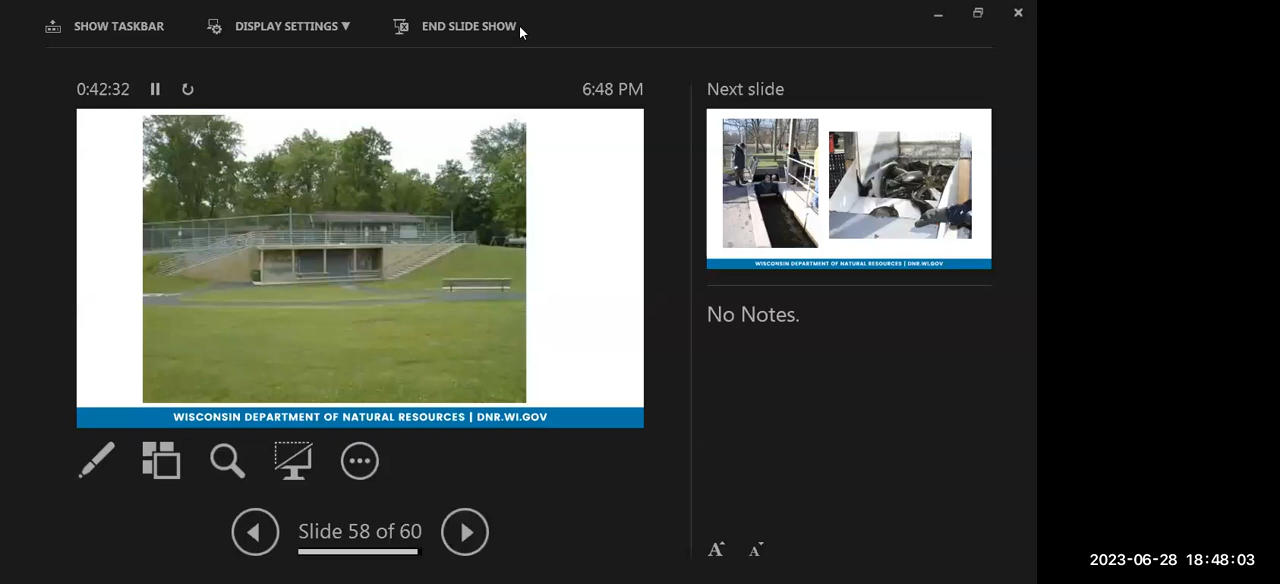 SHOW TASKBAR
DISPLAY SETTINGS ▼
END SLIDE SHOW
0:42:32
6:48 PM
Next slide
WISCONSIN DEPARTMENT OF NATURAL RESOURCES | DNR.WI.GOV
WISCONSIN DEPARTMENT OF NATURAL RESOURCES | DNR.WI.GOV
No Notes.
Slide 58 of 60
A A
2023-06-28 18:48:03